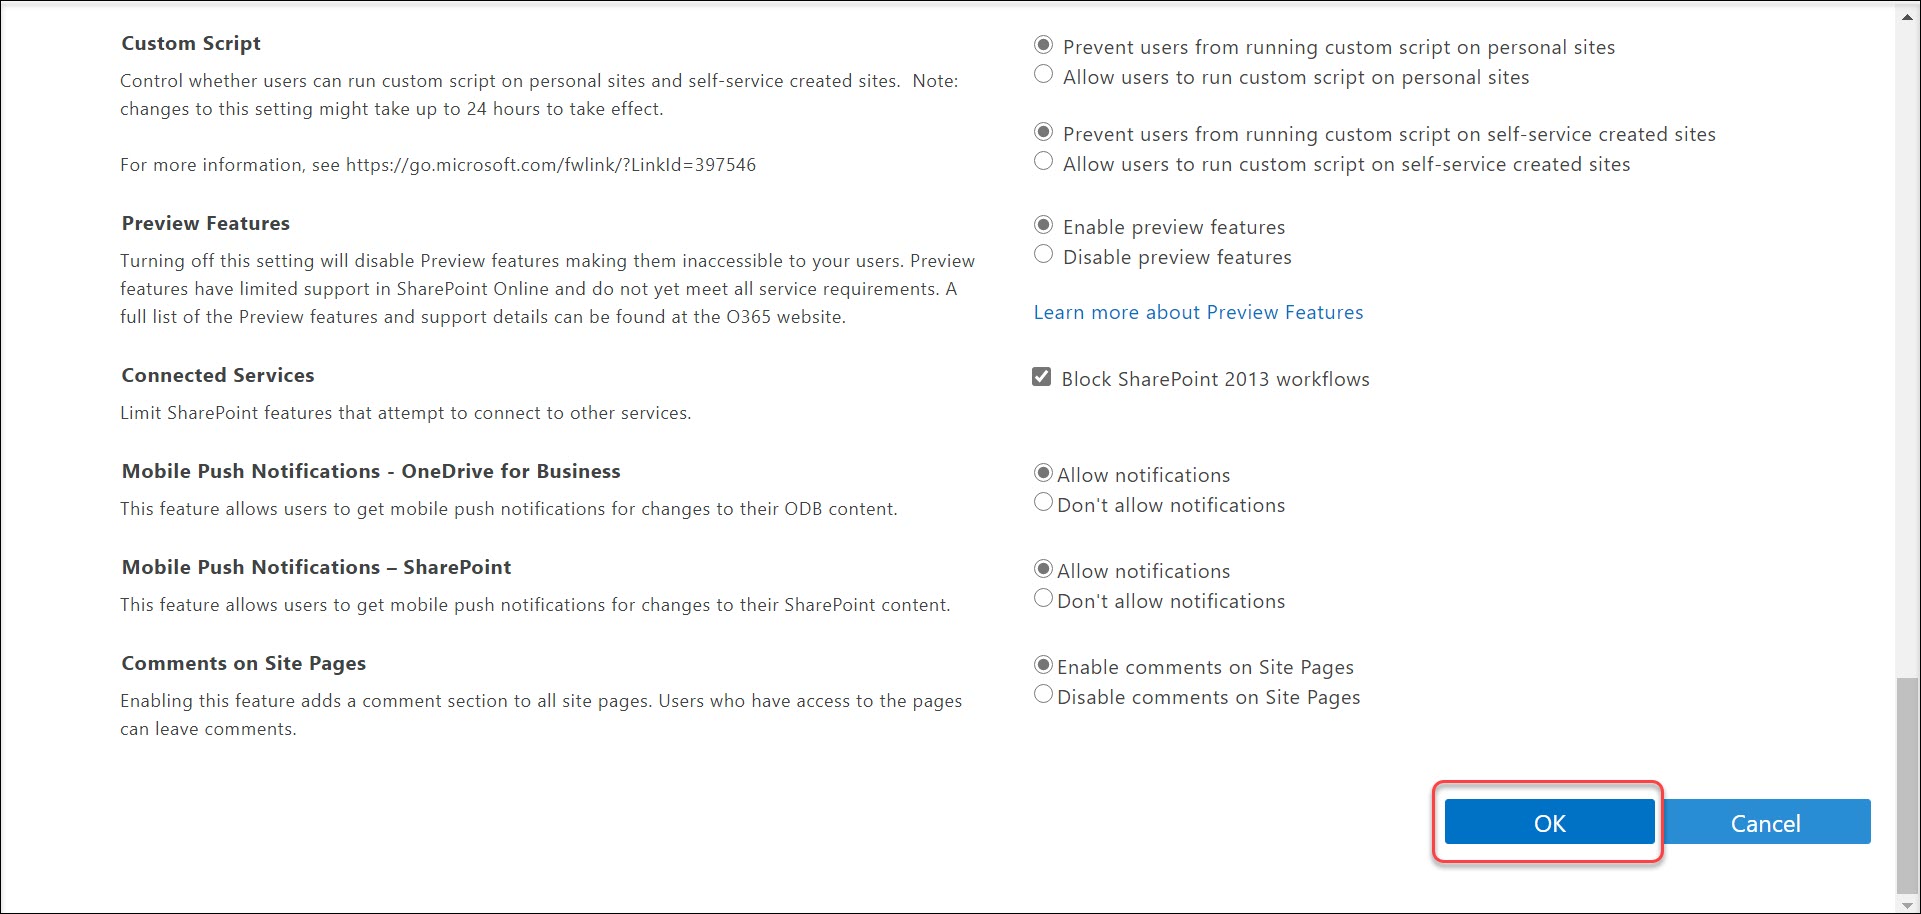 Custom Script
Control whether users can run custom script on personal sites and self-service created sites.  Note:
changes to this setting might take up to 24 hours to take effect.
For more information, see https://go.microsoft.com/fwlink/?LinkId=397546
Prevent users from running custom script on personal sites
Allow users to run custom script on personal sites
Prevent users from running custom script on self-service created sites
Allow users to run custom script on self-service created sites
Preview Features
Turning off this setting will disable Preview features making them inaccessible to your users. Preview
features have limited support in SharePoint Online and do not yet meet all service requirements. A
full list of the Preview features and support details can be found at the O365 website.
Enable preview features
Disable preview features
Learn more about Preview Features
Connected Services
Limit SharePoint features that attempt to connect to other services.
Block SharePoint 2013 workflows
Mobile Push Notifications - OneDrive for Business
This feature allows users to get mobile push notifications for changes to their ODB content.
Allow notifications
Don't allow notifications
Mobile Push Notifications – SharePoint
This feature allows users to get mobile push notifications for changes to their SharePoint content.
Allow notifications
Don't allow notifications
Comments on Site Pages
Enabling this feature adds a comment section to all site pages. Users who have access to the pages
can leave comments.
Enable comments on Site Pages
Disable comments on Site Pages
OK
Cancel